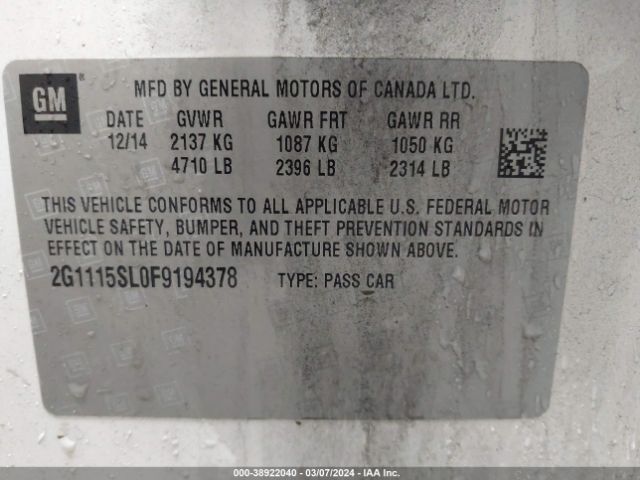 GM
®
MFD BY GENERAL MOTORS OF CANADA LTD.
DATE GVWR GAWR FRT GAWR RR
12/14 2137 KG 1087 KG 1050 KG
4710 LB 2396 LB 2314 LB
THIS VEHICLE CONFORMS TO ALL APPLICABLE U.S. FEDERAL MOTOR
VEHICLE SAFETY, BUMPER, AND THEFT PREVENTION STANDARDS IN
EFFECT ON THE DATE OF MANUFACTURE SHOWN ABOVE.
2G1115SL0F9194378 TYPE: PASS CAR
000-38922040 - 03/07/2024 - IAA Inc.